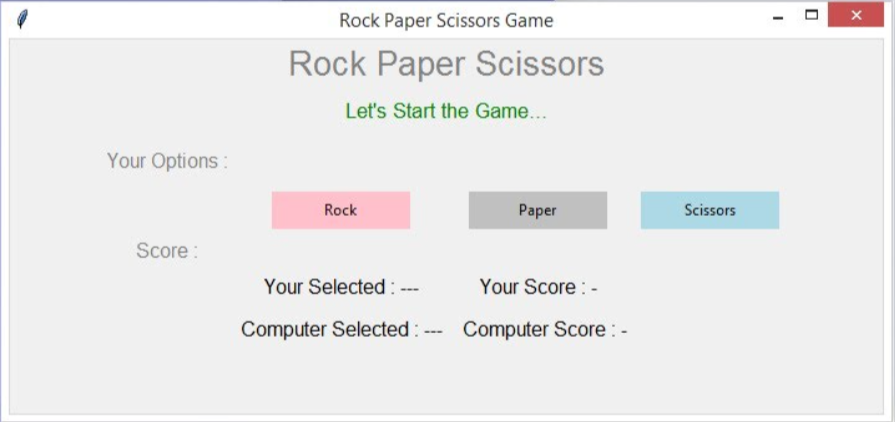 Rock Paper Scissors Game
Rock Paper Scissors
Let's Start the Game...
Your Options :
Rock Paper Scissors
Score :
Your Selected : --- Your Score : -
Computer Selected : --- Computer Score : -